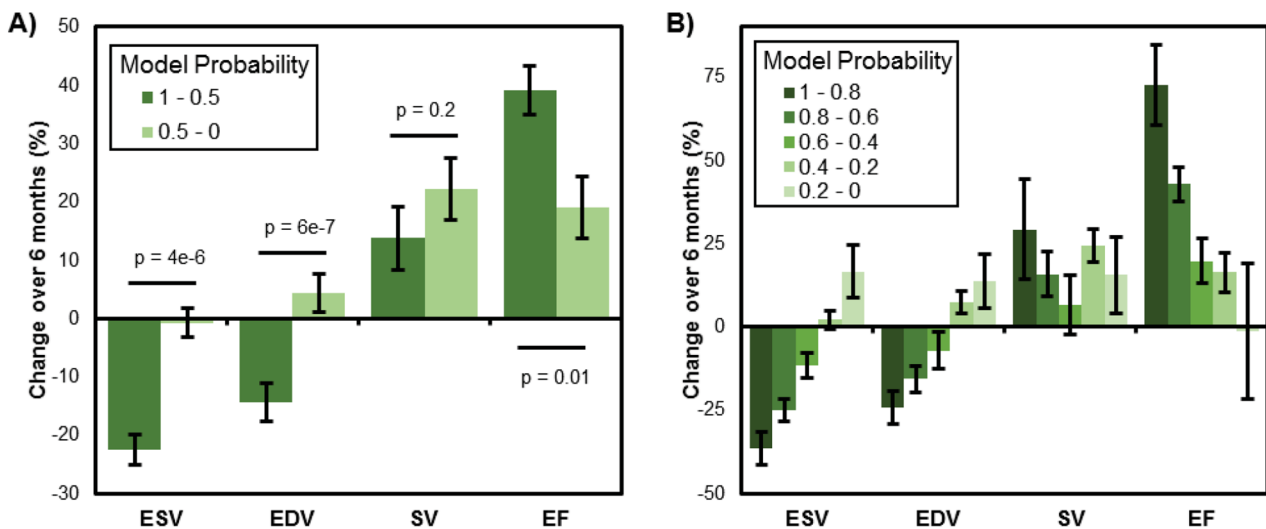 A)
Change over 6 months (%)
50
40
30
20
10
0
-10
-20
-30
Model Probability
1 - 0.5
0.5 - 0
p = 4e-6
p = 6e-7
p = 0.2
p = 0.01
ESV EDV SV EF
B)
Change over 6 months (%)
75
50
25
0
-25
-50
Model Probability
1 - 0.8
0.8 - 0.6
0.6 - 0.4
0.4 - 0.2
0.2 - 0
ESV EDV SV EF